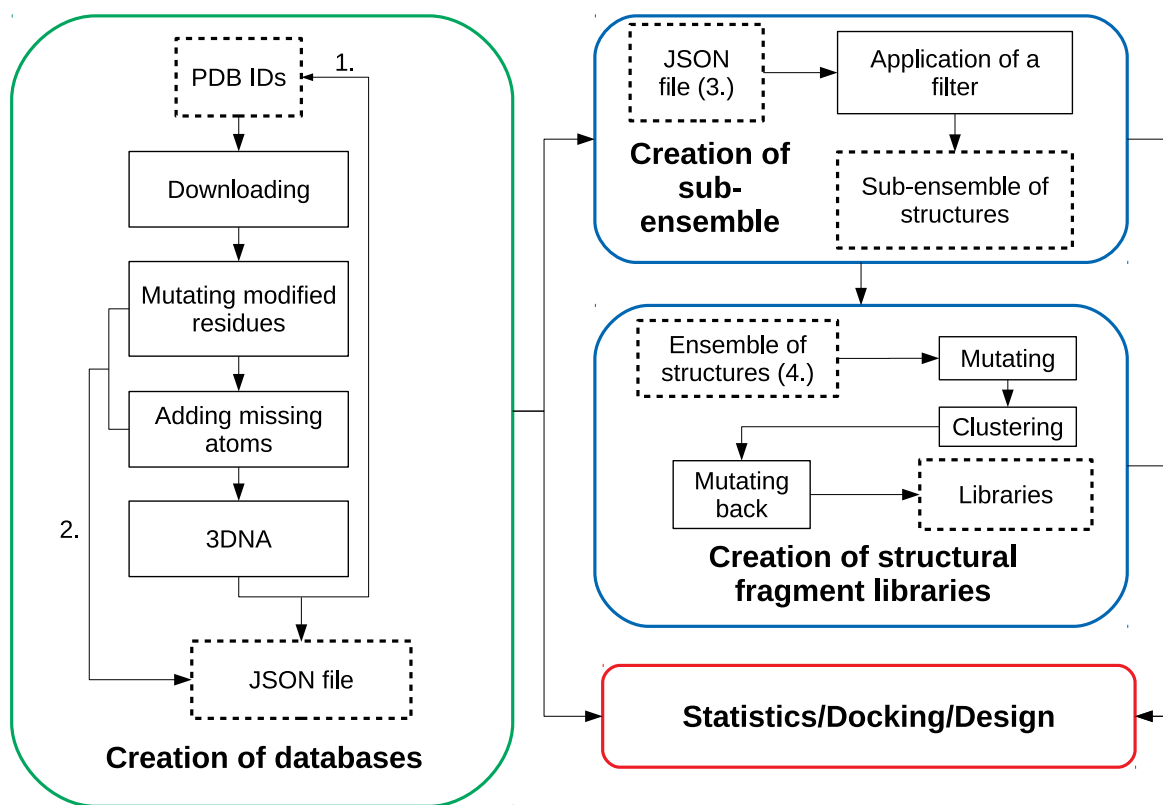 1.
PDB IDs
Downloading
Mutating modified
residues
Adding missing
atoms
3DNA
2.
JSON file
Creation of databases
JSON
file (3.)
Application of a
filter
Creation of
sub-
ensemble
Sub-ensemble of
structures
Ensemble of
structures (4.)
Mutating
Clustering
Mutating
back
Libraries
Creation of structural
fragment libraries
Statistics/Docking/Design